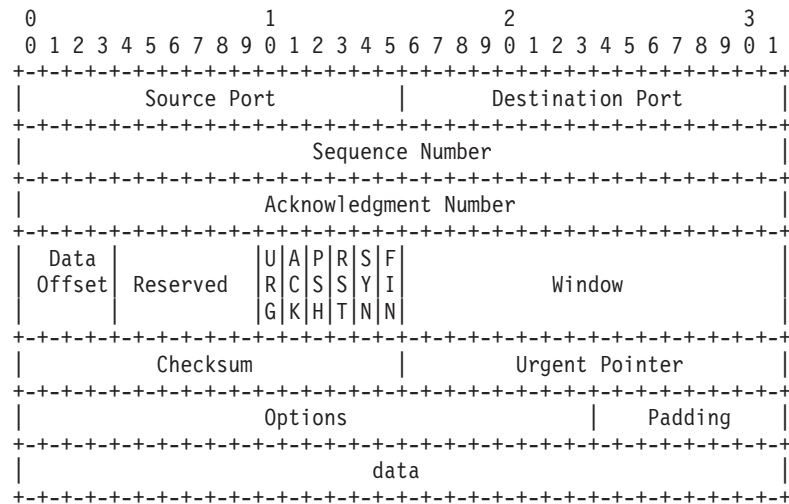 0                   1                   2                   3
 0 1 2 3 4 5 6 7 8 9 0 1 2 3 4 5 6 7 8 9 0 1 2 3 4 5 6 7 8 9 0 1
+-+-+-+-+-+-+-+-+-+-+-+-+-+-+-+-+-+-+-+-+-+-+-+-+-+-+-+-+-+-+-+-+
|          Source Port          |       Destination Port        |
+-+-+-+-+-+-+-+-+-+-+-+-+-+-+-+-+-+-+-+-+-+-+-+-+-+-+-+-+-+-+-+-+
|                        Sequence Number                        |
+-+-+-+-+-+-+-+-+-+-+-+-+-+-+-+-+-+-+-+-+-+-+-+-+-+-+-+-+-+-+-+-+
|                    Acknowledgment Number                      |
+-+-+-+-+-+-+-+-+-+-+-+-+-+-+-+-+-+-+-+-+-+-+-+-+-+-+-+-+-+-+-+-+
|  Data |           |U|A|P|R|S|F|                               |
| Offset| Reserved  |R|C|S|S|Y|I|            Window             |
|       |           |G|K|H|T|N|N|                               |
+-+-+-+-+-+-+-+-+-+-+-+-+-+-+-+-+-+-+-+-+-+-+-+-+-+-+-+-+-+-+-+-+
|           Checksum            |         Urgent Pointer        |
+-+-+-+-+-+-+-+-+-+-+-+-+-+-+-+-+-+-+-+-+-+-+-+-+-+-+-+-+-+-+-+-+
|                    Options                    |    Padding    |
+-+-+-+-+-+-+-+-+-+-+-+-+-+-+-+-+-+-+-+-+-+-+-+-+-+-+-+-+-+-+-+-+
|                             data                              |
+-+-+-+-+-+-+-+-+-+-+-+-+-+-+-+-+-+-+-+-+-+-+-+-+-+-+-+-+-+-+-+-+